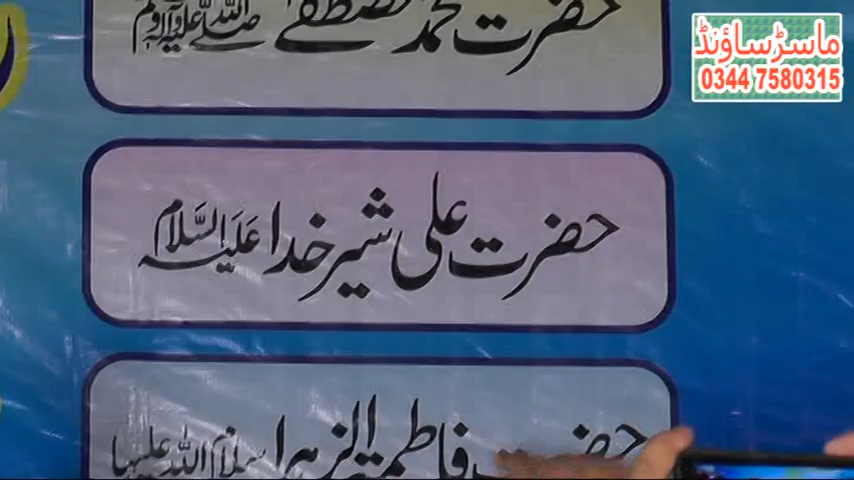 حضرت محمد مصطفےٰ صلی اللہ علیہ وآلہ وسلم
ماسٹر ساؤنڈ
0344 7580315
حضرت علی شیر خدا علیہ السلام
حضرت فاطمۃ الزہرا سلام اللہ علیہا